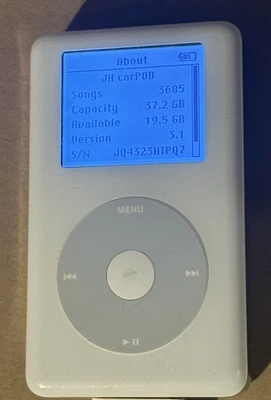 About
JH carPOD
Songs 3685
Capacity 37.2 GB
Available 19.5 GB
Version 3.1
S/N JQ4323HTPQ7
MENU